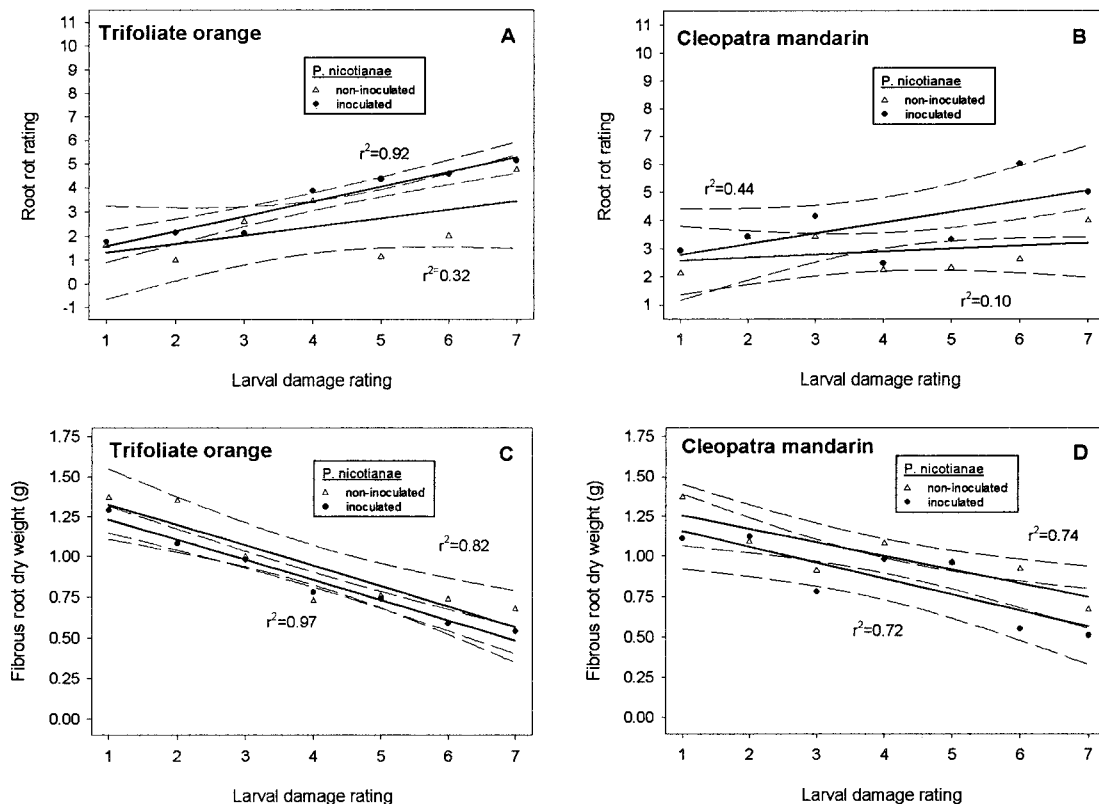 Trifoliate orange
A
P. nicotianae
non-inoculated
inoculated
r²=0.92
r²=0.32
Root rot rating
11
10
9
8
7
6
5
4
3
2
1
0
-1
1 2 3 4 5 6 7
Larval damage rating
Cleopatra mandarin
B
P. nicotianae
non-inoculated
inoculated
r²=0.44
r²=0.10
Root rot rating
11
10
9
8
7
6
5
4
3
2
1
1 2 3 4 5 6 7
Larval damage rating
Trifoliate orange
C
P. nicotianae
non-inoculated
inoculated
r²=0.82
r²=0.97
Fibrous root dry weight (g)
1.75
1.50
1.25
1.00
0.75
0.50
0.25
0.00
1 2 3 4 5 6 7
Larval damage rating
Cleopatra mandarin
D
P. nicotianae
non-inoculated
inoculated
r²=0.74
r²=0.72
Fibrous root dry weight (g)
1.75
1.50
1.25
1.00
0.75
0.50
0.25
0.00
1 2 3 4 5 6 7
Larval damage rating